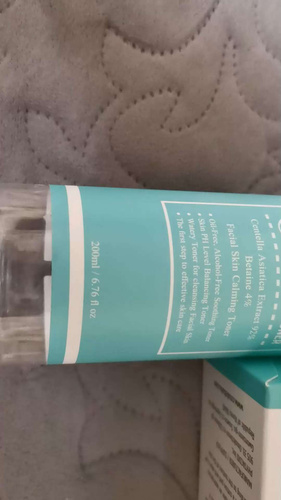 Centella Asiatica Extract 92%
Betaine 4%
Facial Skin Calming Toner
• Oil-Free, Alcohol-Free Soothing Toner
• Skin PH Level Balancing Toner
• Watery Toner for cleansing Facial Skin
• The first step to effective skin care
200ml / 6.76 fl oz